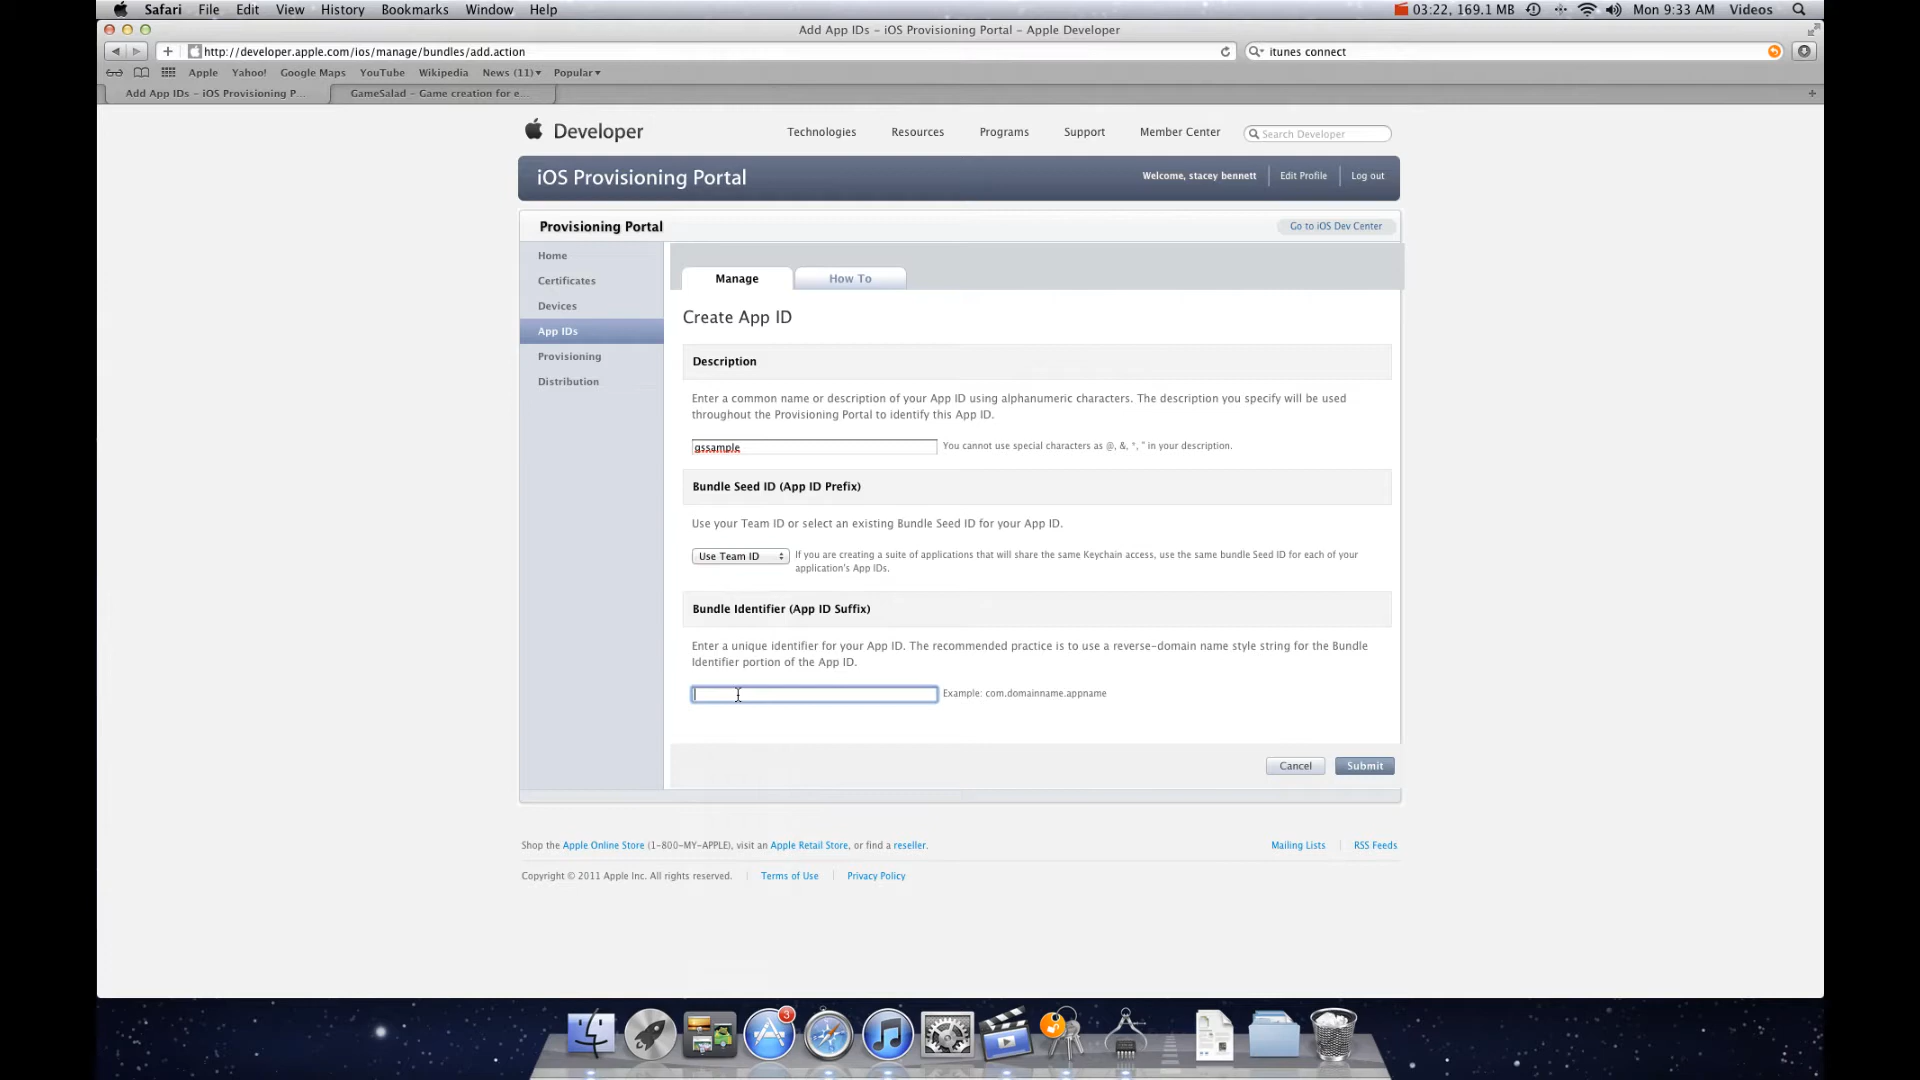 Safari File Edit View History Bookmarks Window Help 03:22, 169.1 MB Mon 9:33 AM Videos
Add App IDs – iOS Provisioning Portal – Apple Developer
http://developer.apple.com/ios/manage/bundles/add.action itunes connect
Apple Yahoo! Google Maps YouTube Wikipedia News (11) Popular
Add App IDs – iOS Provisioning P... GameSalad – Game creation for e...
Developer Technologies Resources Programs Support Member Center Search Developer
iOS Provisioning Portal Welcome, stacey bennett Edit Profile Log out
Provisioning Portal Go to iOS Dev Center
Home
Certificates
Devices
App IDs
Provisioning
Distribution
Manage How To
Create App ID
Description
Enter a common name or description of your App ID using alphanumeric characters. The description you specify will be used
throughout the Provisioning Portal to identify this App ID.
gssample You cannot use special characters as @, &, *, " in your description.
Bundle Seed ID (App ID Prefix)
Use your Team ID or select an existing Bundle Seed ID for your App ID.
Use Team ID If you are creating a suite of applications that will share the same Keychain access, use the same bundle Seed ID for each of your
application's App IDs.
Bundle Identifier (App ID Suffix)
Enter a unique identifier for your App ID. The recommended practice is to use a reverse-domain name style string for the Bundle
Identifier portion of the App ID.
Example: com.domainname.appname
Cancel Submit
Shop the Apple Online Store (1-800-MY-APPLE), visit an Apple Retail Store, or find a reseller. Mailing Lists RSS Feeds
Copyright © 2011 Apple Inc. All rights reserved. Terms of Use Privacy Policy
3